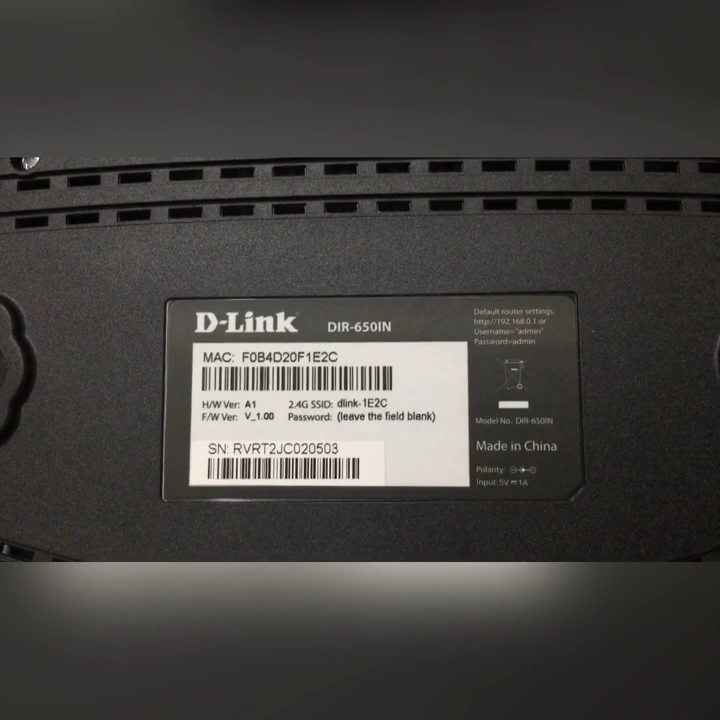 D-Link
DIR-650IN
MAC: F0B4D20F1E2C
H/W Ver: A1 2.4G SSID: dlink-1E2C
F/W Ver: V_1.00 Password: (leave the field blank)
SN: RVRT2JC020503
Default router settings:
http://192.168.0.1 or
Username="admin"
Password=admin
Model No.: DIR-650IN
Made in China
Polarity:
Input: 5V⎓1A